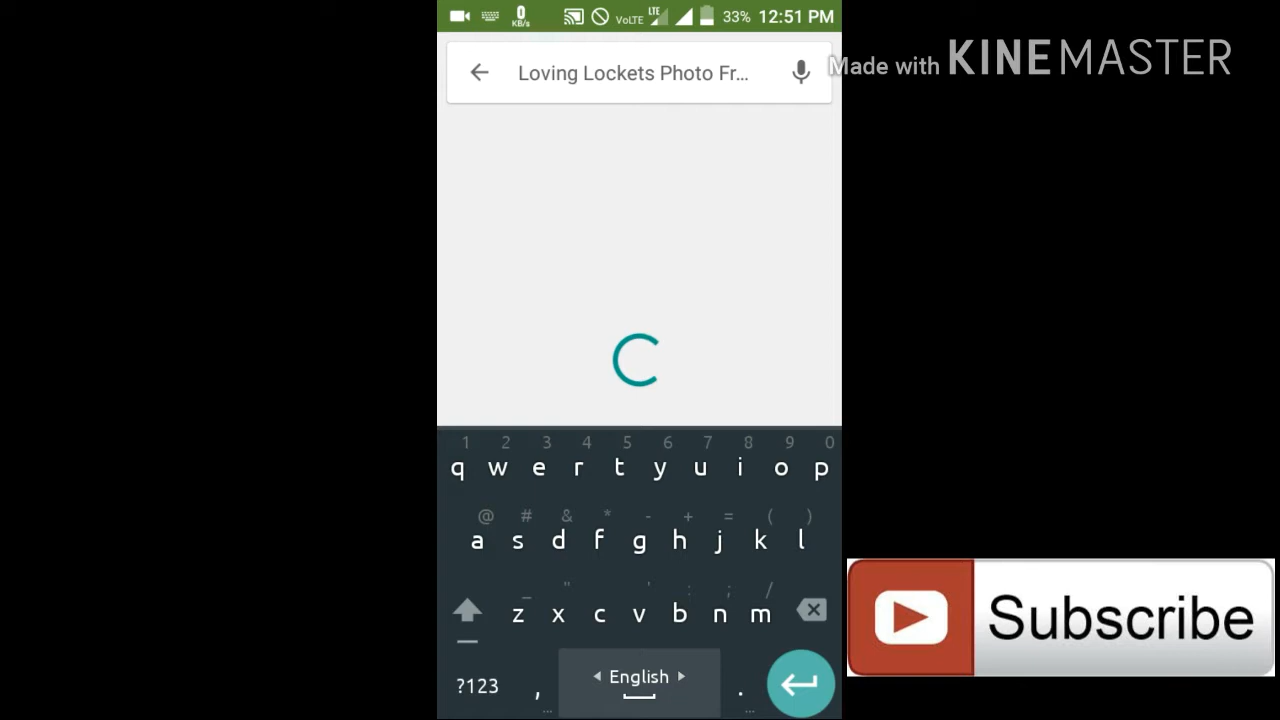 0
KB/s
VoLTE
LTE
33%
12:51 PM
Loving Lockets Photo Fr...
Made with KINEMASTER
1 2 3 4 5 6 7 8 9 0
q w e r t y u i o p
@ # & * - + = ( )
a s d f g h j k l
_ " ' : ; /
z x c v b n m
?123 , English .
Subscribe